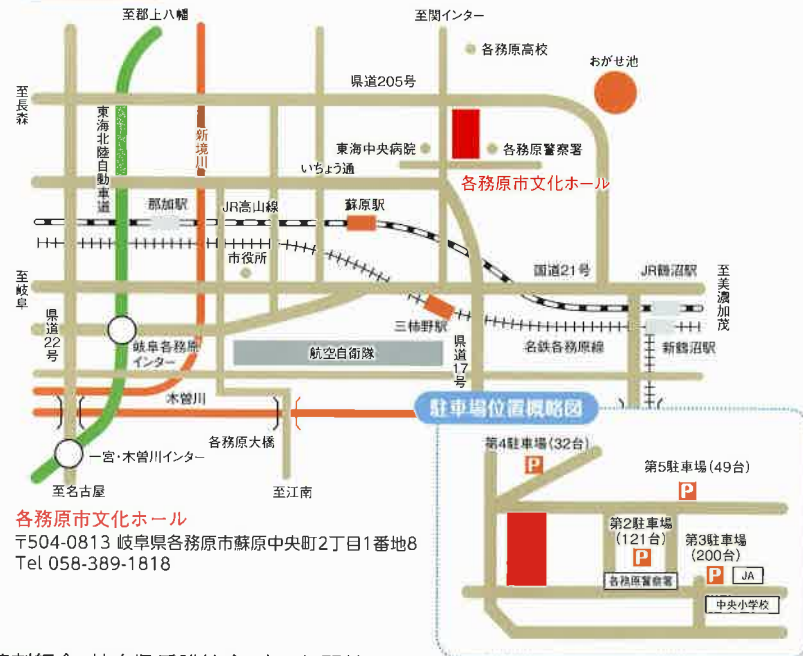 至郡上八幡
至関インター
各務原高校
おがせ池
県道205号
至長森
東海北陸自動車道
新境川
東海中央病院
各務原警察署
いちょう通
各務原市文化ホール
那加駅
JR高山線
蘇原駅
市役所
国道21号
JR鵜沼駅
至岐阜
至美濃加茂
県道22号
岐阜各務原
インター
三柿野駅
県道17号
名鉄各務原線
新鵜沼駅
航空自衛隊
木曽川
各務原大橋
一宮・木曽川インター
至名古屋
至江南
各務原市文化ホール
〒504-0813 岐阜県各務原市蘇原中央町2丁目1番地8
Tel 058-389-1818
駐車場位置概略図
第4駐車場(32台)
P
第5駐車場(49台)
P
第2駐車場
(121台)
P
各務原警察署
第3駐車場
(200台)
P
JA
中央小学校